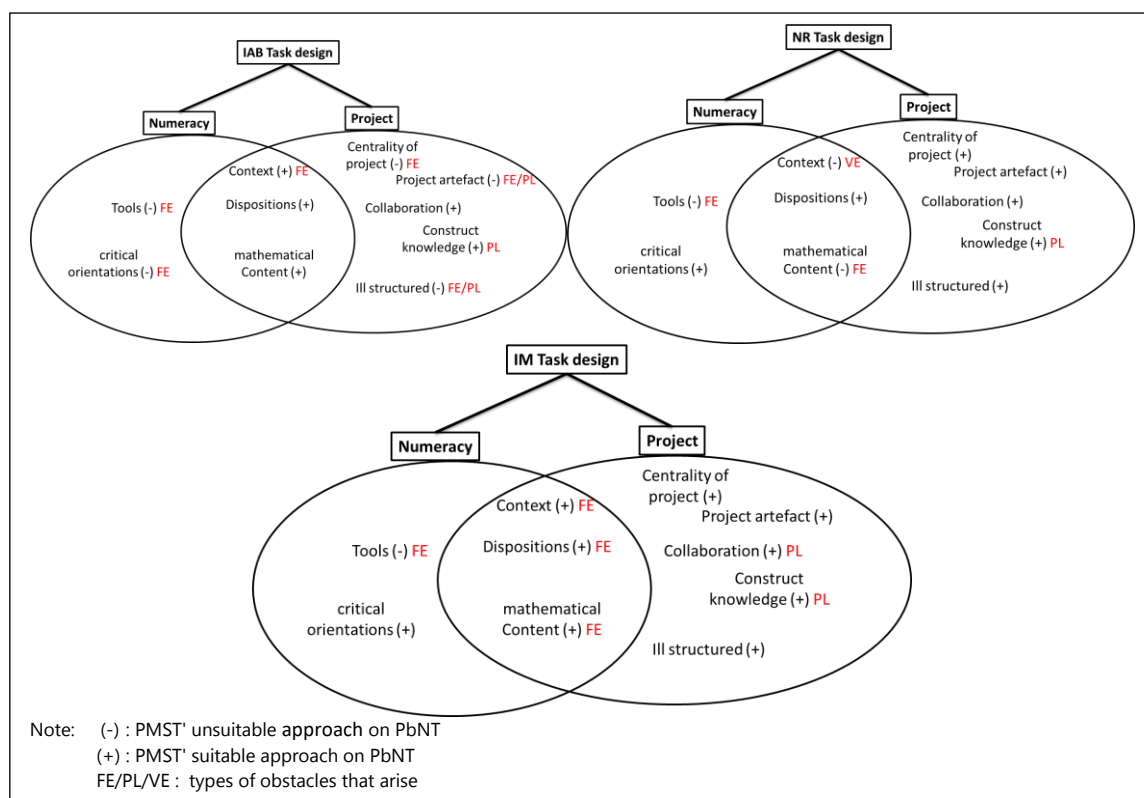 IAB Task design
Numeracy
Project
Tools (-) FE
critical
orientations (-) FE
Context (+) FE
Dispositions (+)
mathematical
Content (+)
Centrality of
project (-) FE
Project artefact (-) FE/PL
Collaboration (+)
Construct
knowledge (+) PL
Ill structured (-) FE/PL
NR Task design
Numeracy
Project
Tools (-) FE
critical
orientations (+)
Context (-) VE
Dispositions (+)
mathematical
Content (-) FE
Centrality of
project (+)
Project artefact (+)
Collaboration (+)
Construct
knowledge (+) PL
Ill structured (+)
IM Task design
Numeracy
Project
Tools (-) FE
critical
orientations (+)
Context (+) FE
Dispositions (+) FE
mathematical
Content (+) FE
Centrality of
project (+)
Project artefact (+)
Collaboration (+) PL
Construct
knowledge (+) PL
Ill structured (+)
Note: (-) : PMST' unsuitable approach on PbNT
(+) : PMST' suitable approach on PbNT
FE/PL/VE : types of obstacles that arise